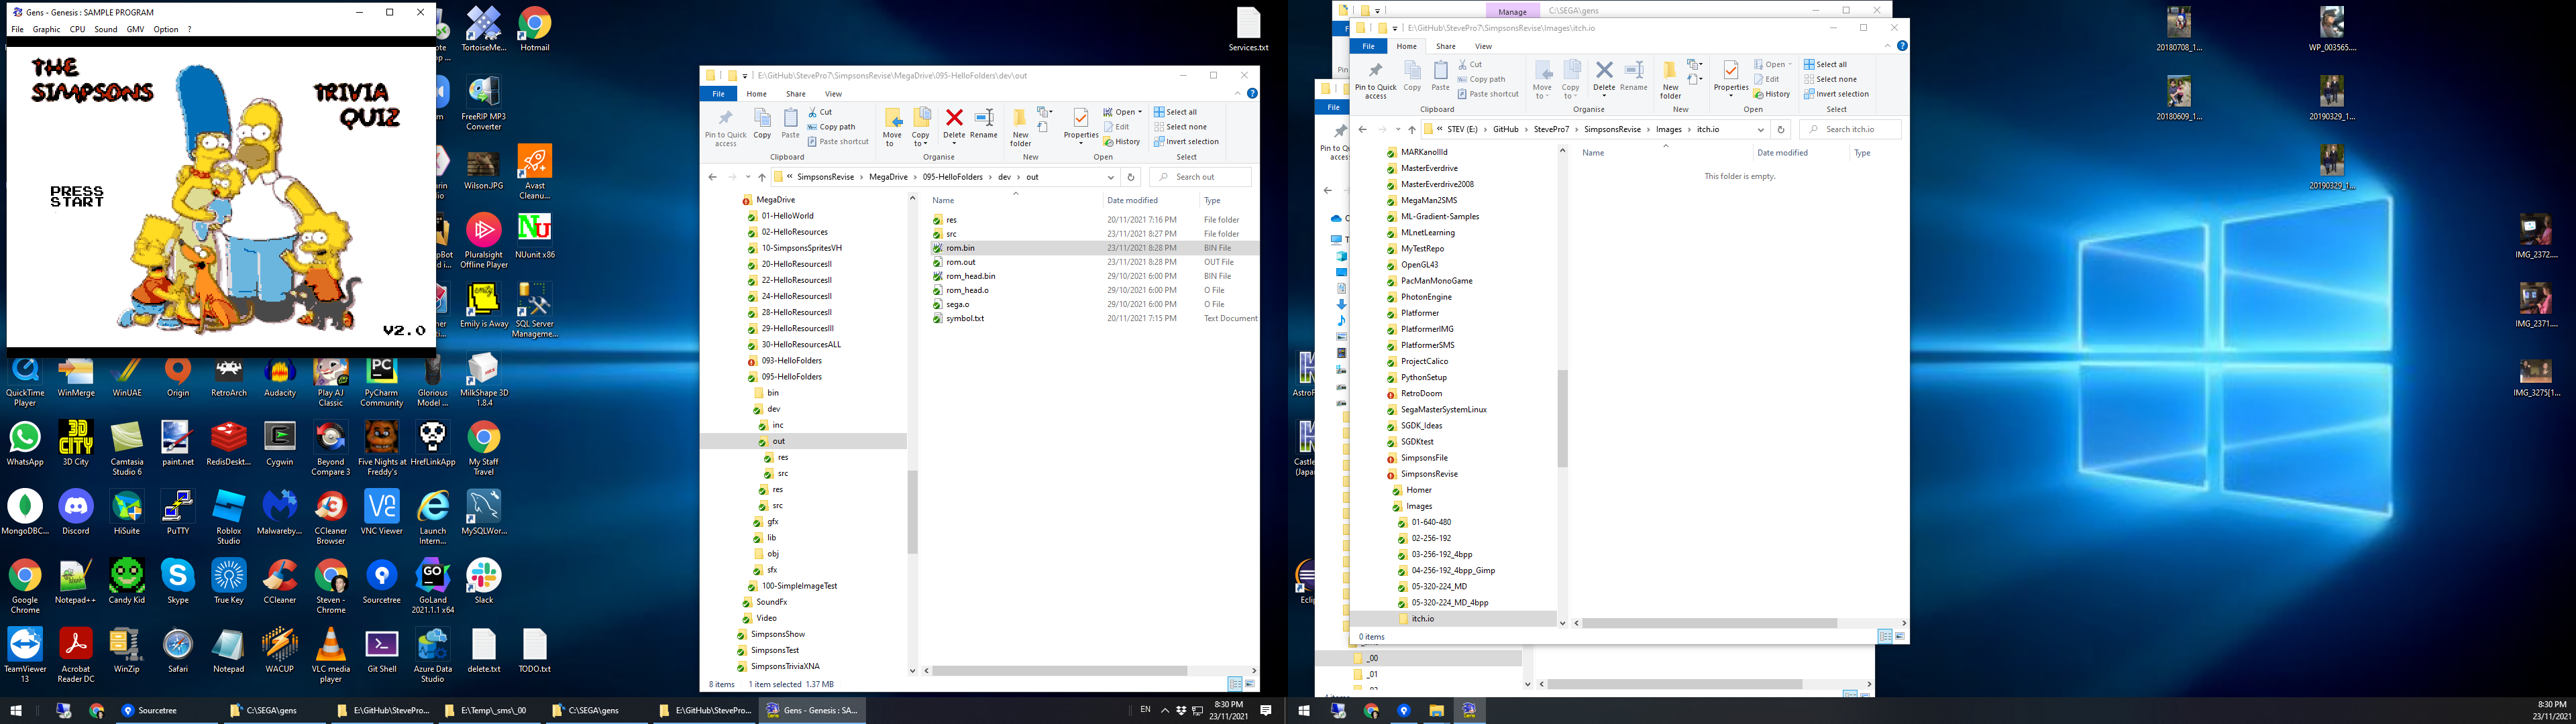 Gens - Genesis : SAMPLE PROGRAM
File Graphic CPU Sound GMV Option ?
THE SIMPSONS
TRIVIA QUIZ
PRESS START
V2.0
TortoiseMe...
Hotmail
FreeRIP MP3 Converter
Wilson.JPG
Avast Cleanu...
Pluralsight Offline Player
NUnit x86
Emily is Away
SQL Server Manageme...
QuickTime Player
WinMerge
WinUAE
Origin
RetroArch
Audacity
Play AJ Classic
PyCharm Community
Glorious Model ...
MilkShape 3D 1.8.4
WhatsApp
3D City
Camtasia Studio 6
paint.net
RedisDeskt...
Cygwin
Beyond Compare 3
Five Nights at Freddy's
HrefLinkApp
My Staff Travel
MongoDBC...
Discord
HiSuite
PuTTY
Roblox Studio
Malwareby...
CCleaner Browser
VNC Viewer
Launch Intern...
MySQLWor...
Google Chrome
Notepad++
Candy Kid
Skype
True Key
CCleaner
Steven - Chrome
Sourcetree
GoLand 2021.1.1 x64
Slack
TeamViewer 13
Acrobat Reader DC
WinZip
Safari
Notepad
WACUP
VLC media player
Git Shell
Azure Data Studio
delete.txt
TODO.txt
Services.txt
E:\GitHub\StevePro7\SimpsonsRevise\MegaDrive\095-HelloFolders\dev\out
File Home Share View
Pin to Quick access
Copy
Paste
Cut
Copy path
Paste shortcut
Move to
Copy to
Delete
Rename
New folder
Properties
Open
Edit
History
Select all
Select none
Invert selection
Clipboard Organise New Open Select
SimpsonsRevise MegaDrive 095-HelloFolders dev out
Search out
MegaDrive
01-HelloWorld
02-HelloResources
10-SimpsonsSpritesVH
20-HelloResourcesII
22-HelloResourcesII
24-HelloResourcesII
28-HelloResourcesII
29-HelloResourcesIII
30-HelloResourcesALL
093-HelloFolders
095-HelloFolders
bin
dev
inc
out
res
src
res
src
gfx
lib
obj
sfx
100-SimpleImageTest
SoundFx
Video
SimpsonsShow
SimpsonsTest
SimpsonsTriviaXNA
Name Date modified Type
res 20/11/2021 7:16 PM File folder
src 23/11/2021 8:27 PM File folder
rom.bin 23/11/2021 8:28 PM BIN File
rom.out 23/11/2021 8:28 PM OUT File
rom_head.bin 29/10/2021 6:00 PM BIN File
rom_head.o 29/10/2021 6:00 PM O File
sega.o 29/10/2021 6:00 PM O File
symbol.txt 20/11/2021 7:15 PM Text Document
8 items 1 item selected 1.37 MB
Manage
C:\SEGA\gens
E:\GitHub\StevePro7\SimpsonsRevise\Images\itch.io
File Home Share View
Pin to Quick access
Copy
Paste
Cut
Copy path
Paste shortcut
Move to
Copy to
Delete
Rename
New folder
Properties
Open
Edit
History
Select all
Select none
Invert selection
Clipboard Organise New Open Select
STEV (E:) GitHub StevePro7 SimpsonsRevise Images itch.io
Search itch.io
MARKanoIId
MasterEverdrive
MasterEverdrive2008
MegaMan2SMS
ML-Gradient-Samples
MLnetLearning
MyTestRepo
OpenGL43
PacManMonoGame
PhotonEngine
Platformer
PlatformerIMG
PlatformerSMS
ProjectCalico
PythonSetup
RetroDoom
SegaMasterSystemLinux
SGDK_Ideas
SGDKtest
SimpsonsFile
SimpsonsRevise
Homer
Images
01-640-480
02-256-192
03-256-192_4bpp
04-256-192_4bpp_Gimp
05-320-224_MD
05-320-224_MD_4bpp
itch.io
Name Date modified Type
This folder is empty.
0 items
File
_00
_01
20180708_1...
WP_003565....
20180609_1...
20190329_1...
20190329_1...
IMG_2372....
IMG_2371....
IMG_3275[1...
Sourcetree
C:\SEGA\gens
E:\GitHub\StevePro...
E:\Temp\_sms\_00
C:\SEGA\gens
E:\GitHub\StevePro...
Gens - Genesis : SA...
EN
8:30 PM
23/11/2021
8:30 PM
23/11/2021